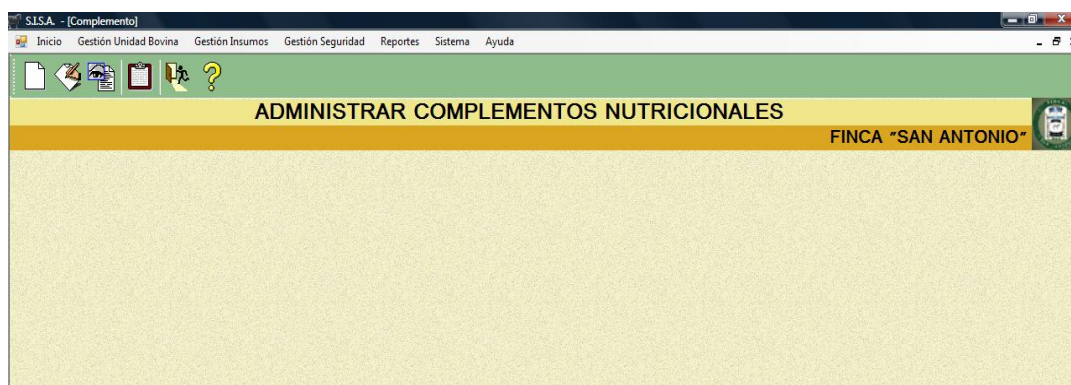 S.I.S.A. - [Complemento]
Inicio Gestión Unidad Bovina Gestión Insumos Gestión Seguridad Reportes Sistema Ayuda
ADMINISTRAR COMPLEMENTOS NUTRICIONALES
FINCA "SAN ANTONIO"